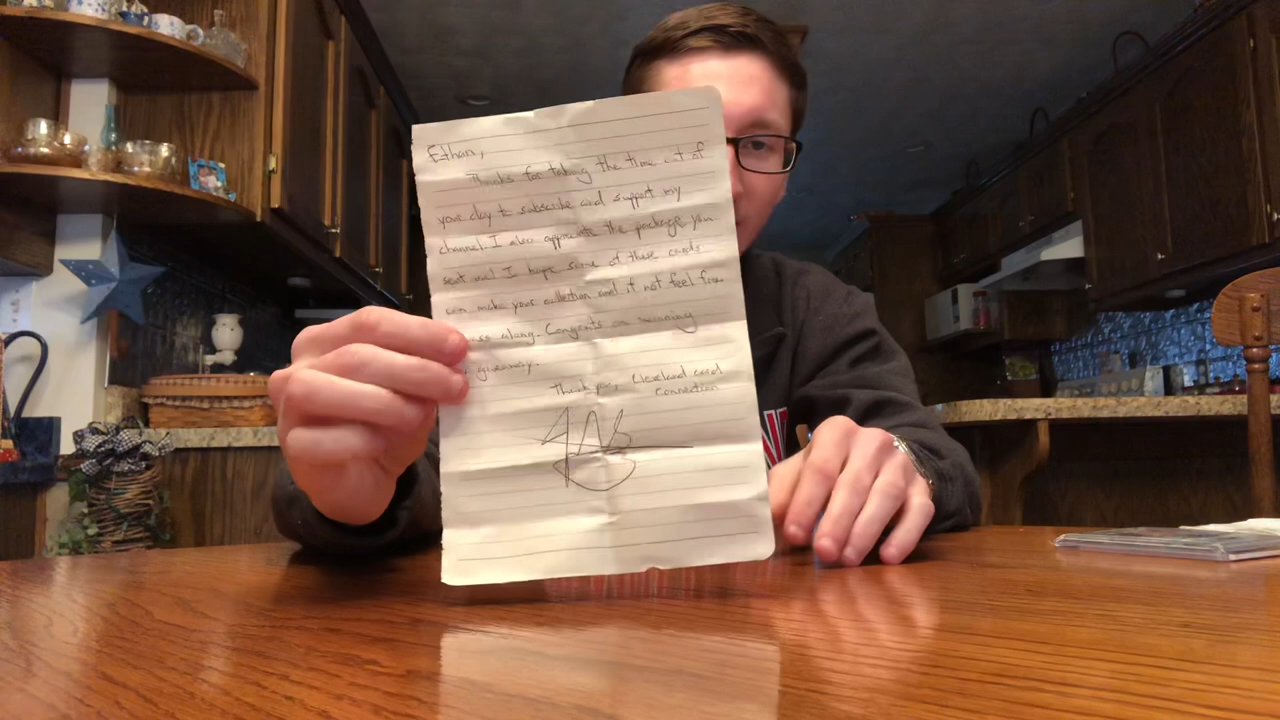 Ethan,
Thanks for taking the time out of
your day to subscribe and support my
channel. I also appreciate the package you
sent and I hope some of these cards
can make your collection and it not feel
ss along. Congrats on winning
giveaway.
Thank you, Cleveland card
Connection